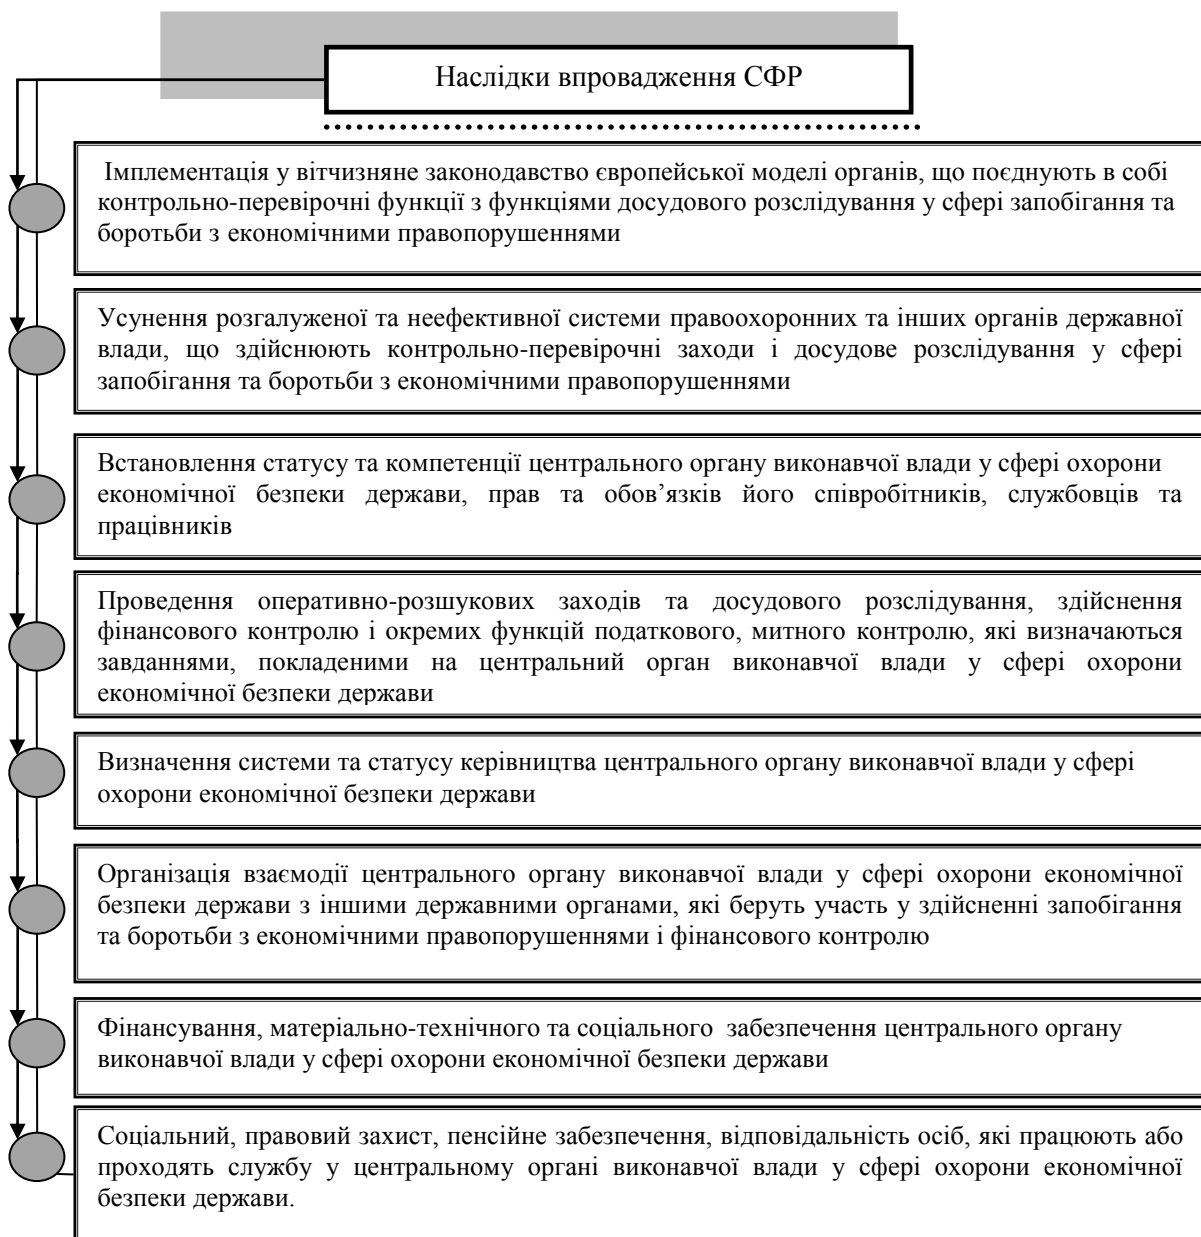 Наслідки впровадження СФР
Імплементація у вітчизняне законодавство європейської моделі органів, що поєднують в собі
контрольно-перевірочні функції з функціями досудового розслідування у сфері запобігання та
боротьби з економічними правопорушеннями
Усунення розгалуженої та неефективної системи правоохоронних та інших органів державної
влади, що здійснюють контрольно-перевірочні заходи і досудове розслідування у сфері
запобігання та боротьби з економічними правопорушеннями
Встановлення статусу та компетенції центрального органу виконавчої влади у сфері охорони
економічної безпеки держави, прав та обов’язків його співробітників, службовців та
працівників
Проведення оперативно-розшукових заходів та досудового розслідування, здійснення
фінансового контролю і окремих функцій податкового, митного контролю, які визначаються
завданнями, покладеними на центральний орган виконавчої влади у сфері охорони
економічної безпеки держави
Визначення системи та статусу керівництва центрального органу виконавчої влади у сфері
охорони економічної безпеки держави
Організація взаємодії центрального органу виконавчої влади у сфері охорони економічної
безпеки держави з іншими державними органами, які беруть участь у здійсненні запобігання
та боротьби з економічними правопорушеннями і фінансового контролю
Фінансування, матеріально-технічного та соціального забезпечення центрального органу
виконавчої влади у сфері охорони економічної безпеки держави
Соціальний, правовий захист, пенсійне забезпечення, відповідальність осіб, які працюють або
проходять службу у центральному органі виконавчої влади у сфері охорони економічної
безпеки держави.